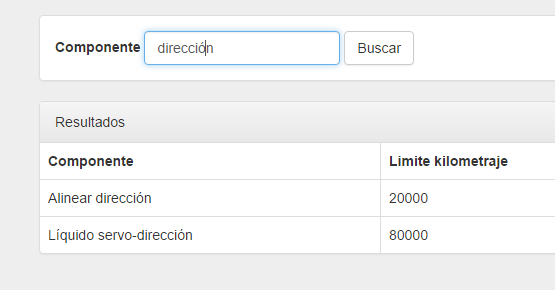 Componente dirección Buscar
Resultados
Componente Limite kilometraje
Alinear dirección 20000
Líquido servo-dirección 80000